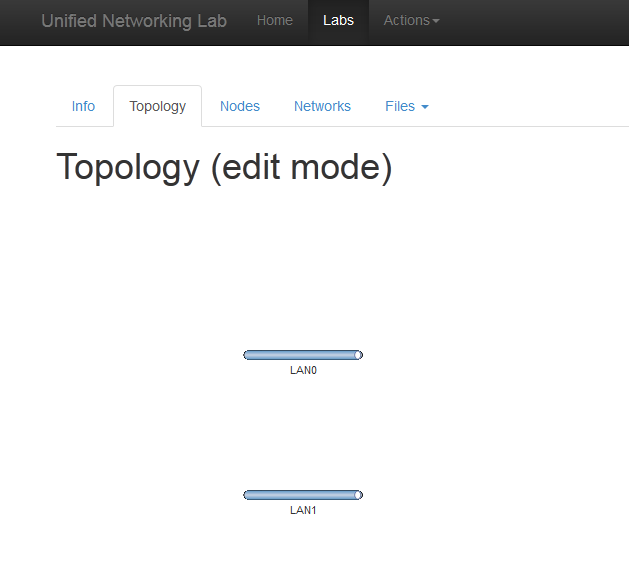 Unified Networking Lab Home Labs Actions
Info Topology Nodes Networks Files
Topology (edit mode)
LAN0
LAN1